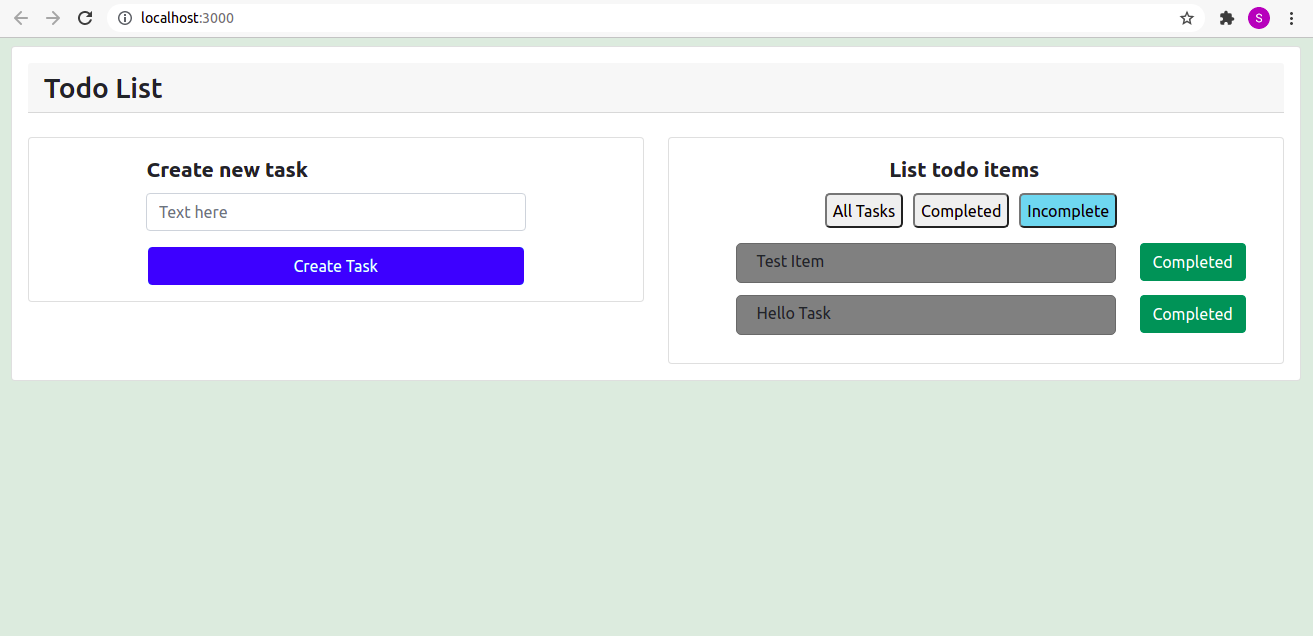 localhost:3000
S
Todo List
Create new task
Text here
Create Task
List todo items
All Tasks Completed Incomplete
Test Item Completed
Hello Task Completed